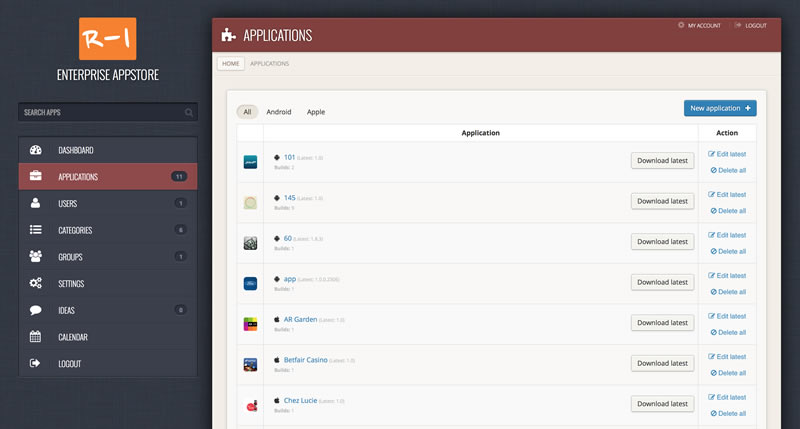 R-I
ENTERPRISE APPSTORE
SEARCH APPS
DASHBOARD
APPLICATIONS 11
USERS 1
CATEGORIES 6
GROUPS 1
SETTINGS
IDEAS 8
CALENDAR
LOGOUT
APPLICATIONS
MY ACCOUNT LOGOUT
HOME APPLICATIONS
All Android Apple
New application
Application Action
101 (Latest: 1.0)
Builds: 2
Download latest
Edit latest
Delete all
145 (Latest: 1.0)
Builds: 9
Download latest
Edit latest
Delete all
60 (Latest: 1.8.3)
Builds: 1
Download latest
Edit latest
Delete all
app (Latest: 1.0.0.2506)
Builds: 1
Download latest
Edit latest
Delete all
AR Garden (Latest: 1.0)
Builds: 1
Download latest
Edit latest
Delete all
Betfair Casino (Latest: 1.0)
Builds: 1
Download latest
Edit latest
Delete all
Chez Lucie (Latest: 1.0)
Builds: 1
Download latest
Edit latest
Delete all